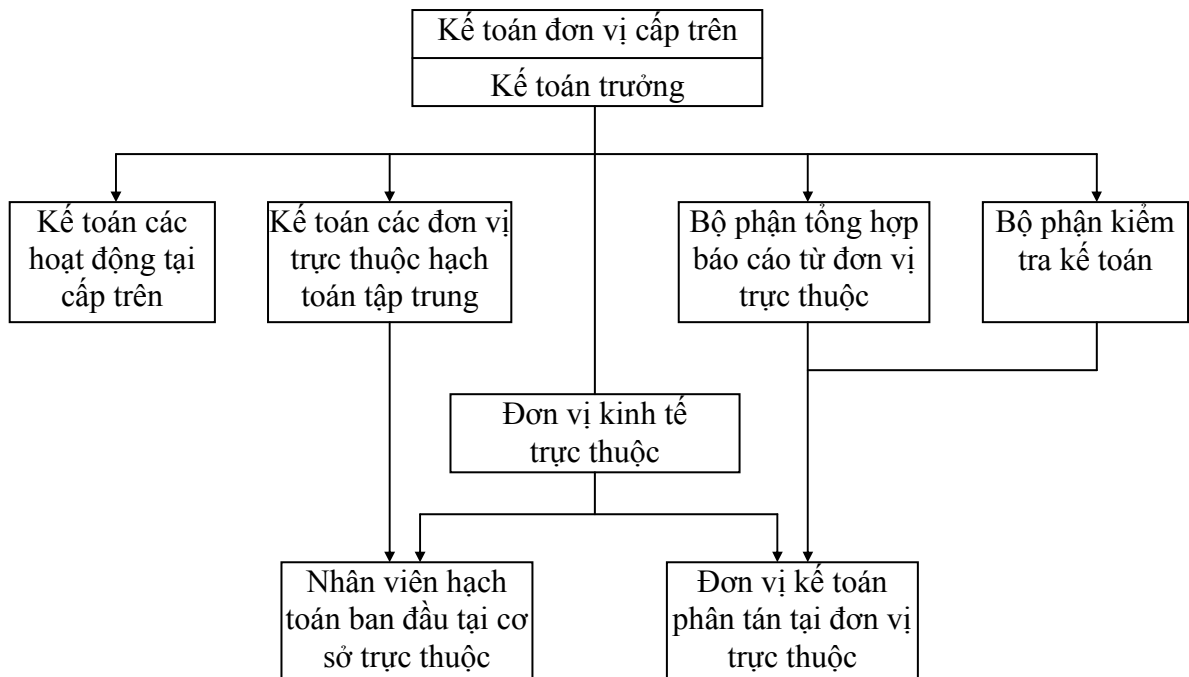 Kế toán đơn vị cấp trên
Kế toán trưởng
Kế toán các
hoạt động tại
cấp trên
Kế toán các đơn vị
trực thuộc hạch
toán tập trung
Bộ phận tổng hợp
báo cáo từ đơn vị
trực thuộc
Bộ phận kiểm
tra kế toán
Đơn vị kinh tế
trực thuộc
Nhân viên hạch
toán ban đầu tại cơ
sở trực thuộc
Đơn vị kế toán
phân tán tại đơn vị
trực thuộc